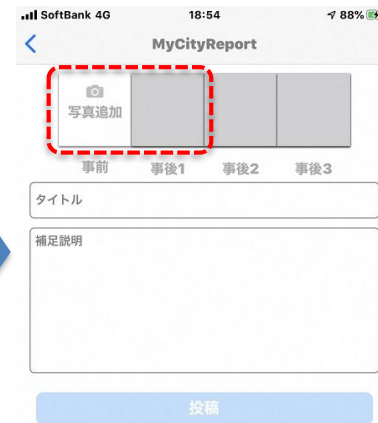 SoftBank 4G 18:54 88%
MyCityReport
写真追加
事前 事後1 事後2 事後3
タイトル
補足説明
投稿